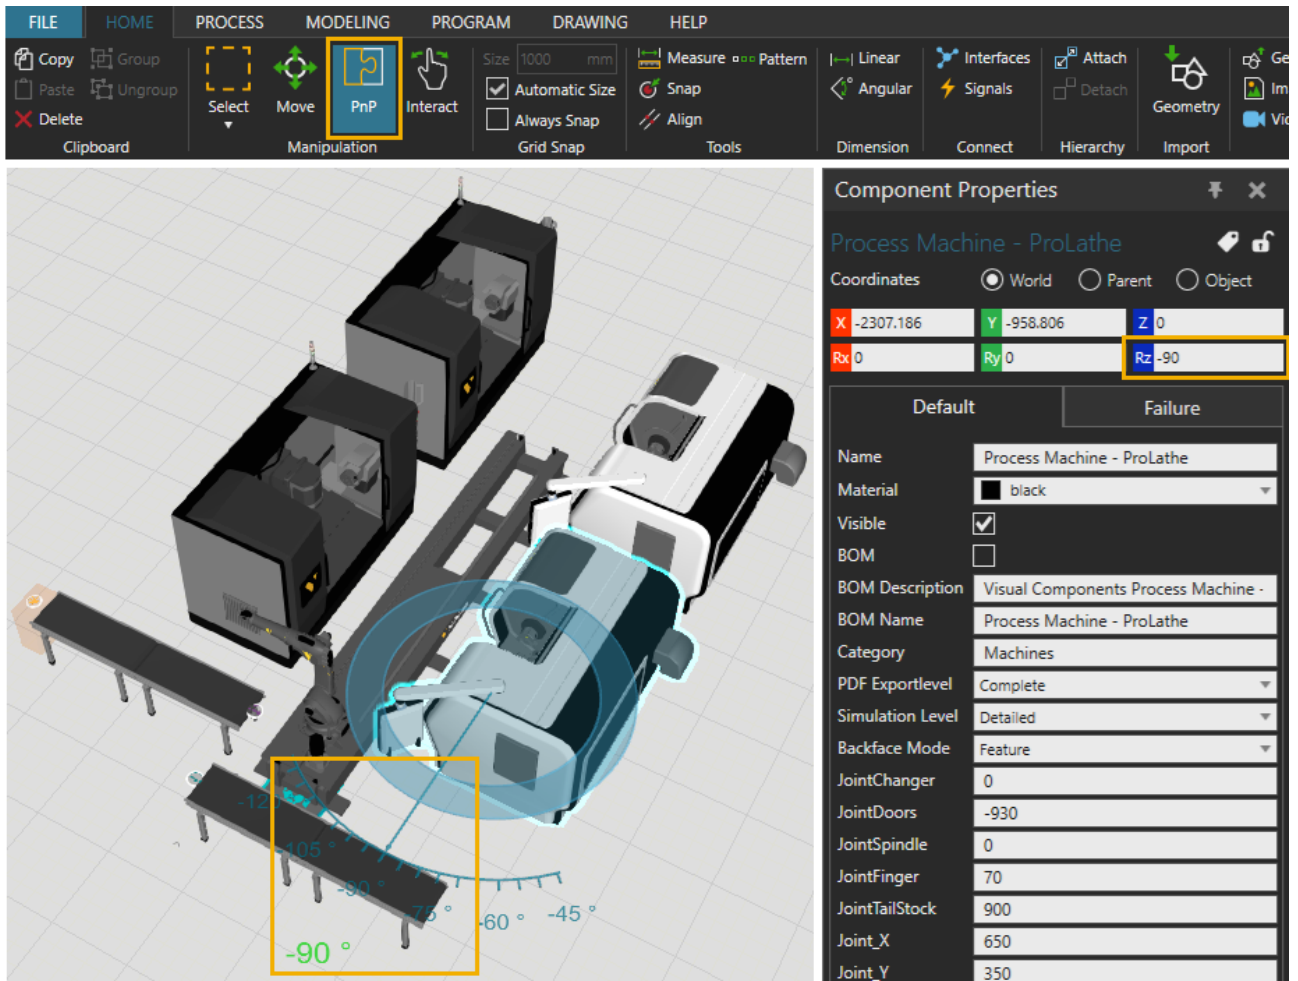 FILE HOME PROCESS MODELING PROGRAM DRAWING HELP
Copy Group Select Move PnP Interact Size 1000 mm Measure Pattern Linear Interfaces Attach Geometry Ge
Paste Ungroup Automatic Size Snap Angular Signals Detach Im
Delete Always Snap Align Vid
Clipboard Manipulation Grid Snap Tools Dimension Connect Hierarchy Import
Component Properties
Process Machine - ProLathe
Coordinates World Parent Object
X -2307.186 Y -958.806 Z 0
Rx 0 Ry 0 Rz -90
Default Failure
Name Process Machine - ProLathe
Material black
Visible
BOM
BOM Description Visual Components Process Machine -
BOM Name Process Machine - ProLathe
Category Machines
PDF Exportlevel Complete
Simulation Level Detailed
Backface Mode Feature
JointChanger 0
JointDoors -930
JointSpindle 0
JointFinger 70
JointTailStock 900
Joint_X 650
Joint_Y 350
-105 °
-90 °
-75 °
-60 °
-45 °
-90 °